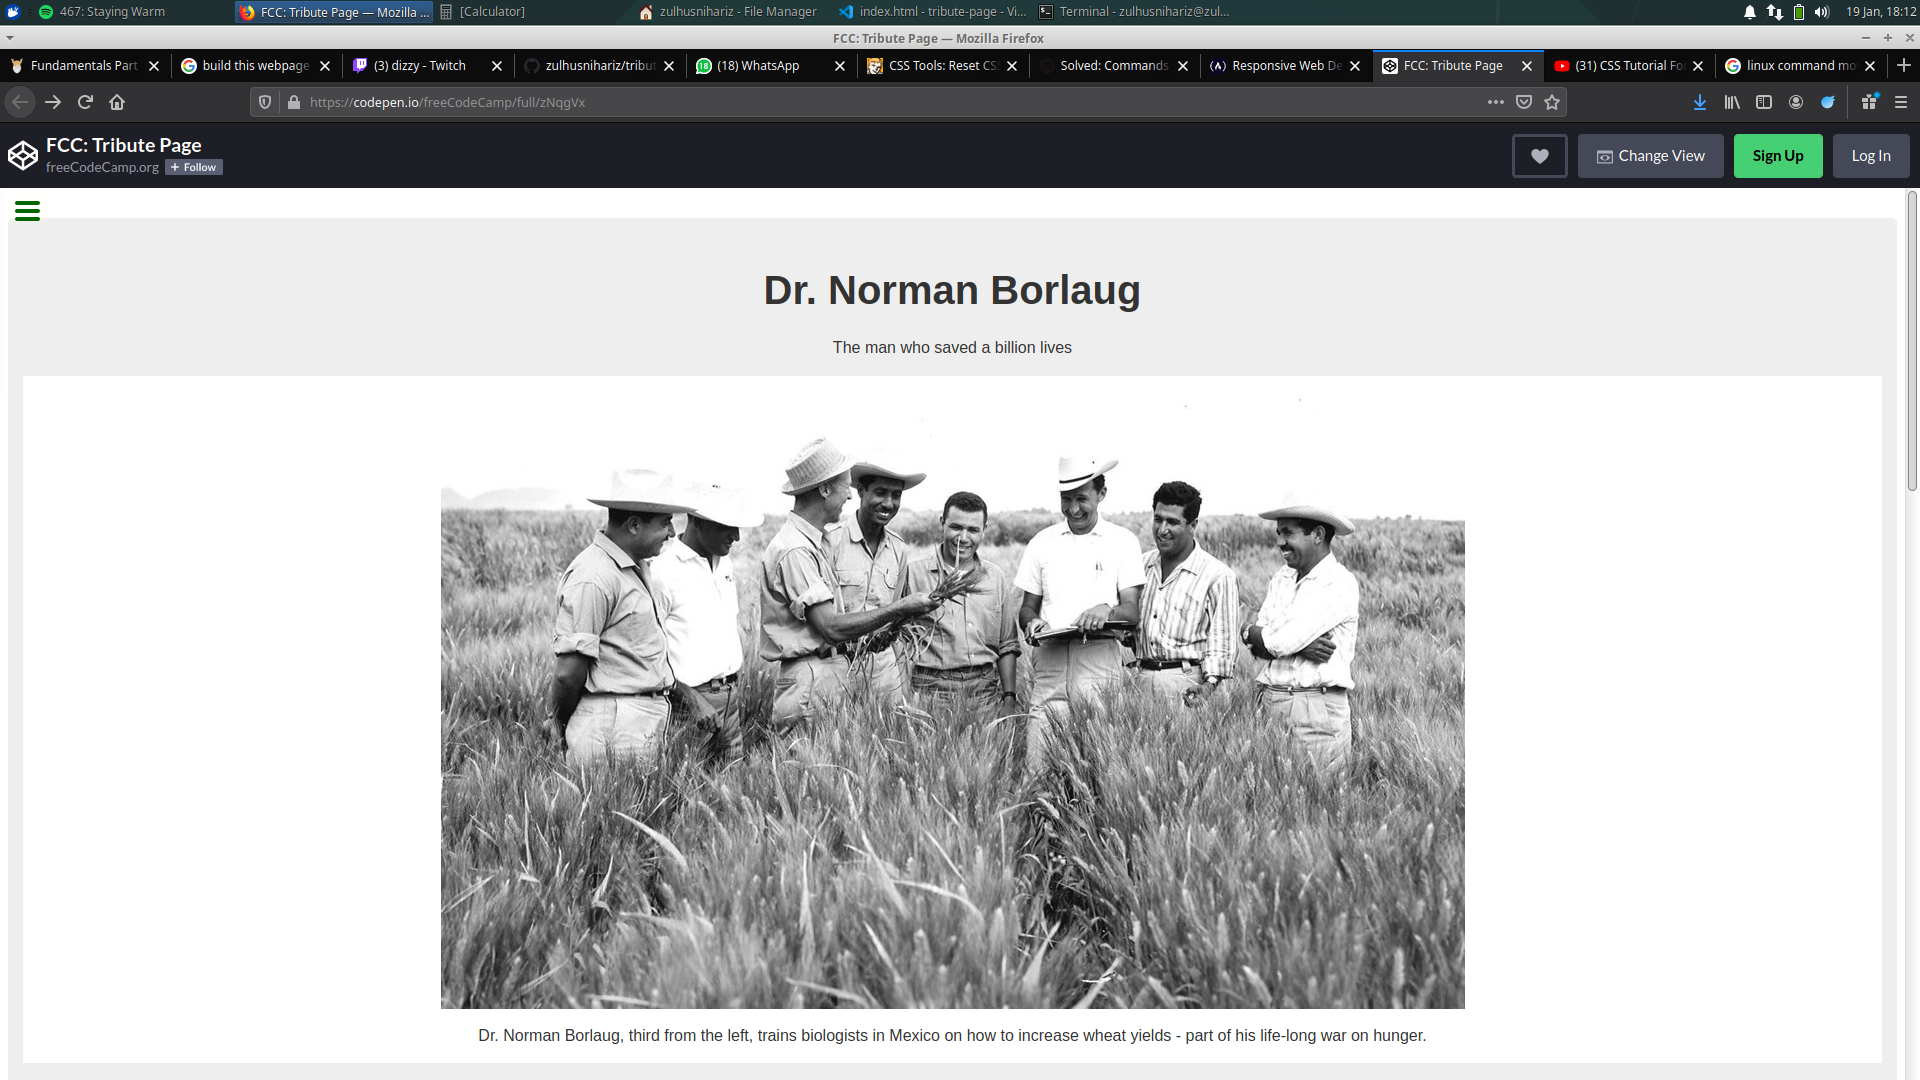 467: Staying Warm
FCC: Tribute Page — Mozilla ...
[Calculator]
zulhusnihariz - File Manager
index.html - tribute-page - Vi...
Terminal - zulhusnihariz@zul...
19 Jan, 18:12
FCC: Tribute Page — Mozilla Firefox
Fundamentals Part
build this webpage
(3) dizzy - Twitch
zulhusnihariz/tribut
(18) WhatsApp
CSS Tools: Reset CS
Solved: Commands
Responsive Web De
FCC: Tribute Page
(31) CSS Tutorial Fo
linux command mo
https://codepen.io/freeCodeCamp/full/zNqgVx
FCC: Tribute Page
freeCodeCamp.org
+ Follow
Change View
Sign Up
Log In
Dr. Norman Borlaug
The man who saved a billion lives
Dr. Norman Borlaug, third from the left, trains biologists in Mexico on how to increase wheat yields - part of his life-long war on hunger.